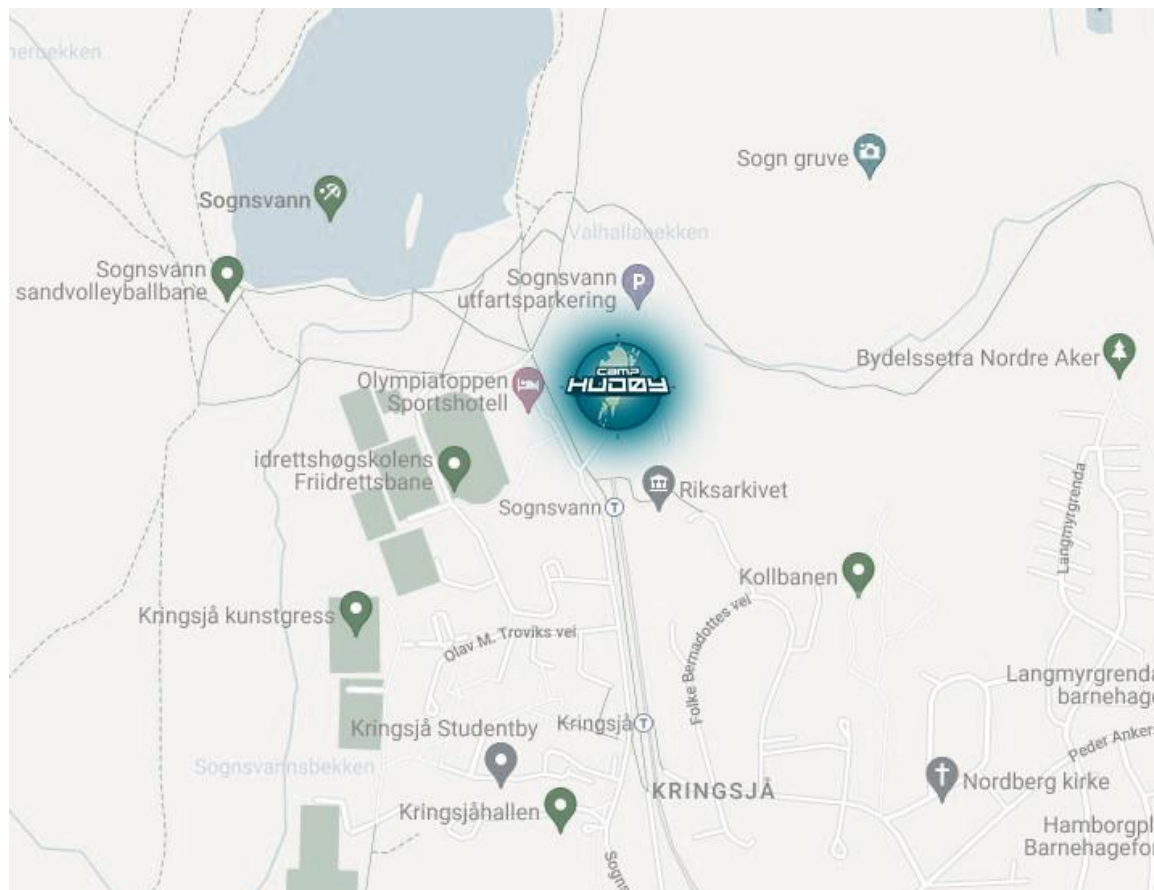 Sogn gruve
Sognsvann
Valhallabekken
Sognsvann
sandvolleyballbane
Sognsvann
utfartsparkering
P
Bydelssetra Nordre Aker
CAMP
HUDØY
Olympiatoppen
Sportshotell
idrettshøgskolens
Friidrettsbane
Riksarkivet
Sognsvann T
Langmyrgrenda
Kollbanen
Kringsjå kunstgress
Olav M. Troviks vei
Folke Bernadottes vei
Langmyrgrenda
barnehage
Kringsjå T
Kringsjå Studentby
Peder Ankers
Sognsvannsbekken
Nordberg kirke
KRINGSJÅ
Kringsjåhallen
Hamborgpl
Barnehagefor
Sogns